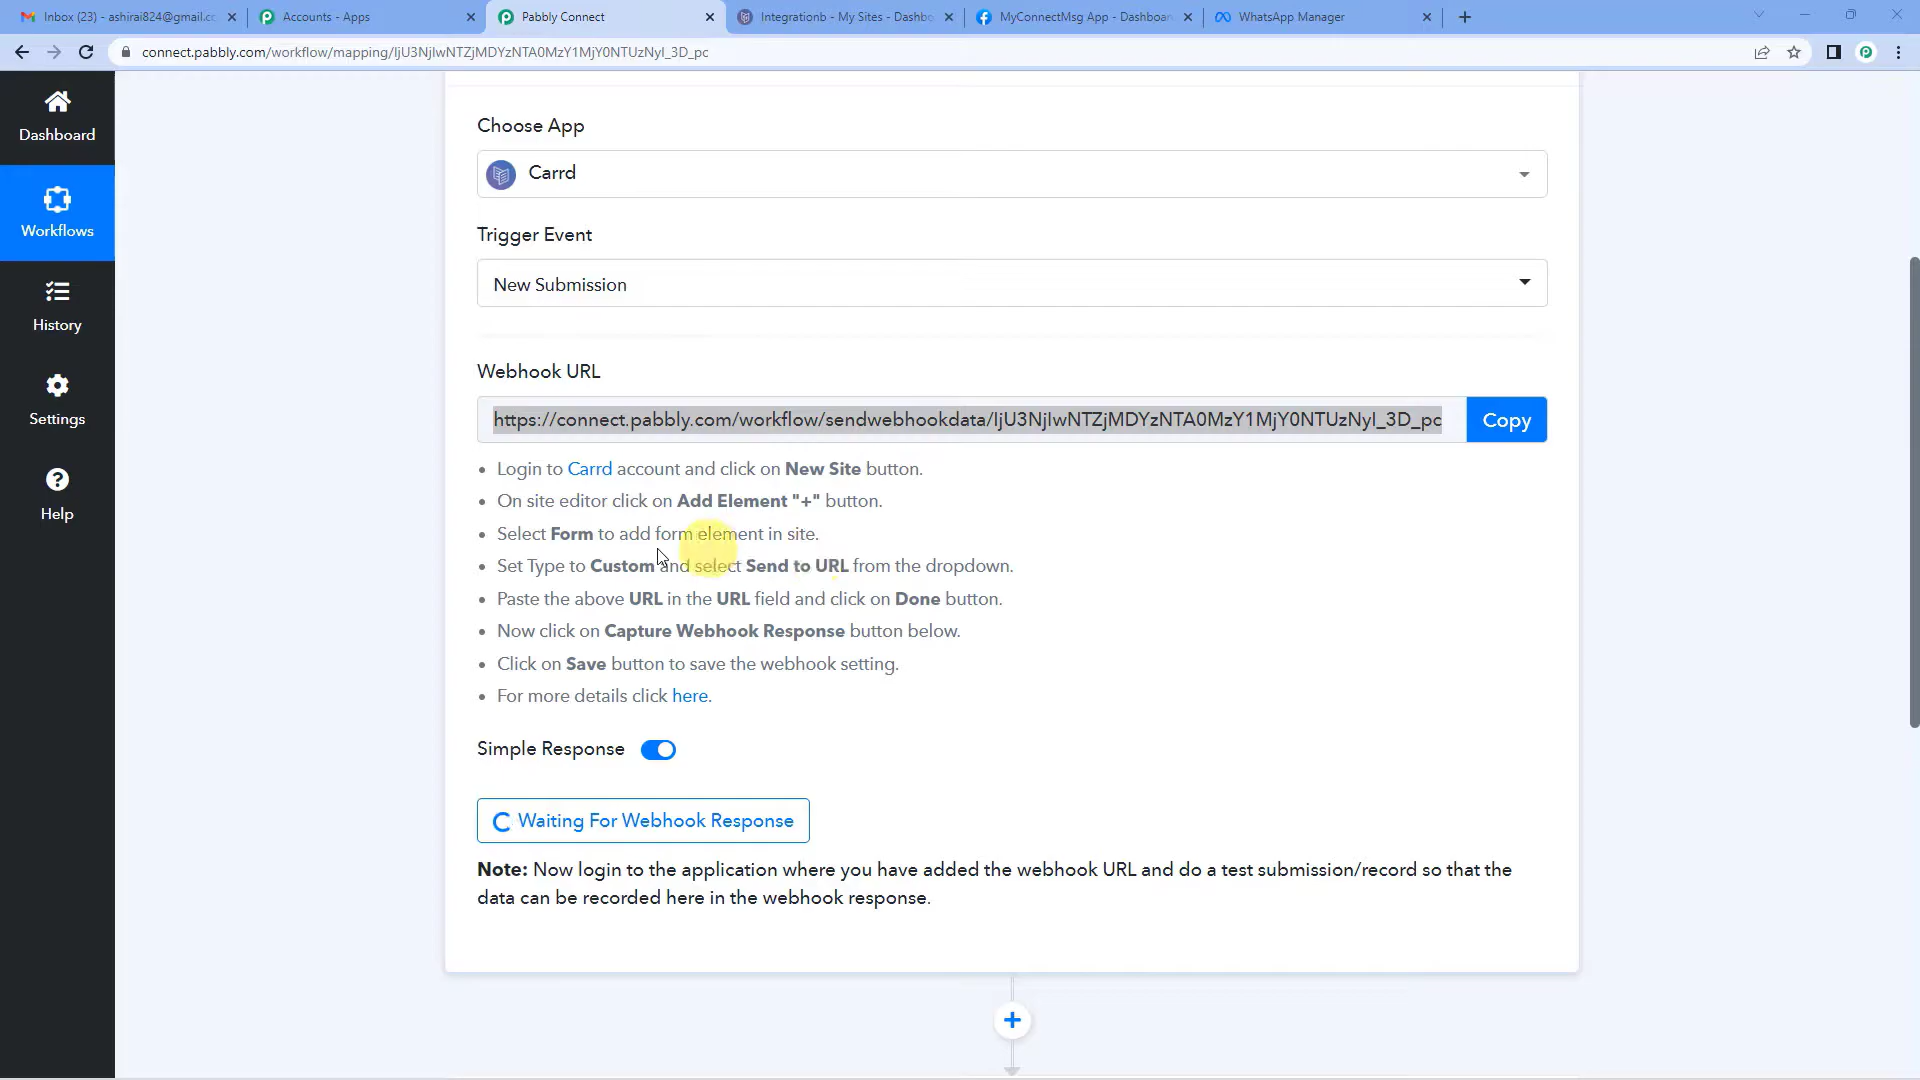 Inbox (23) - ashirai824@gmail.cc
Accounts - Apps
Pabbly Connect
Integrationb - My Sites - Dashbo
MyConnectMsg App - Dashboar
WhatsApp Manager
connect.pabbly.com/workflow/mapping/IjU3NjIwNTZjMDYzNTA0MzY1MjY0NTUzNyI_3D_pc
Dashboard
Workflows
History
Settings
Help
Choose App
Carrd
Trigger Event
New Submission
Webhook URL
https://connect.pabbly.com/workflow/sendwebhookdata/IjU3NjIwNTZjMDYzNTA0MzY1MjY0NTUzNyI_3D_pc
Copy
• Login to Carrd account and click on New Site button.
• On site editor click on Add Element "+" button.
• Select Form to add form element in site.
• Set Type to Custom and select Send to URL from the dropdown.
• Paste the above URL in the URL field and click on Done button.
• Now click on Capture Webhook Response button below.
• Click on Save button to save the webhook setting.
• For more details click here.
Simple Response
Waiting For Webhook Response
Note: Now login to the application where you have added the webhook URL and do a test submission/record so that the
data can be recorded here in the webhook response.